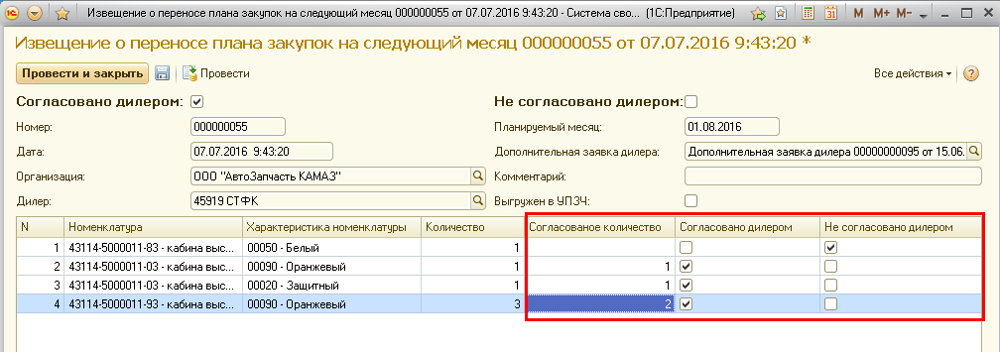 Извещение о переносе плана закупок на следующий месяц 000000055 от 07.07.2016 9:43:20 - Система сво... (1С:Предприятие) M M+ M-
Извещение о переносе плана закупок на следующий месяц 000000055 от 07.07.2016 9:43:20 *
Провести и закрыть Провести Все действия
Согласовано дилером: Не согласовано дилером:
Номер: 000000055 Планируемый месяц: 01.08.2016
Дата: 07.07.2016 9:43:20 Дополнительная заявка дилера: Дополнительная заявка дилера 00000000095 от 15.06.
Организация: ООО "АвтоЗапчасть КАМАЗ" Комментарий:
Дилер: 45919 СТФК Выгружен в УПЗЧ:
N Номенклатура Характеристика номенклатуры Количество Согласованое количество Согласовано дилером Не согласовано дилером
1 43114-5000011-83 - кабина выс... 00050 - Белый 1
2 43114-5000011-03 - кабина выс... 00090 - Оранжевый 1 1
3 43114-5000011-03 - кабина выс... 00020 - Защитный 1 1
4 43114-5000011-93 - кабина выс... 00090 - Оранжевый 3 2